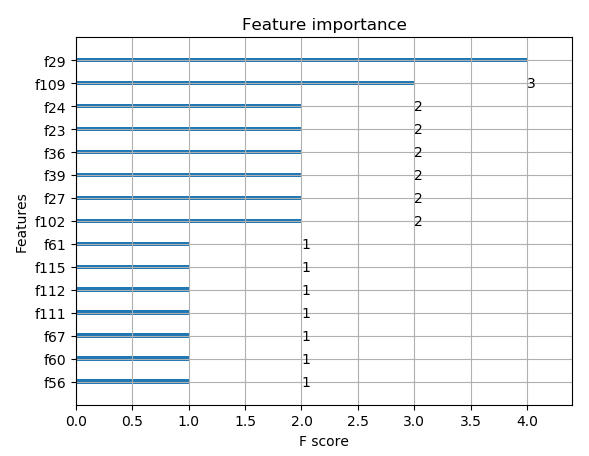 Feature importance
f29
f109 3
f24 2
f23 2
f36 2
f39 2
f27 2
f102 2
f61 1
f115 1
f112 1
f111 1
f67 1
f60 1
f56 1
0.0 0.5 1.0 1.5 2.0 2.5 3.0 3.5 4.0
F score
Features